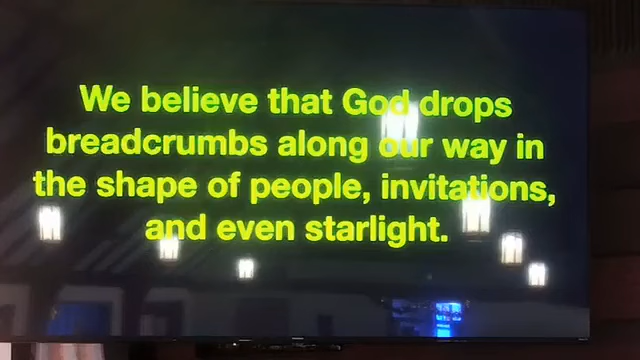 We believe that God drops
breadcrumbs along our way in
the shape of people, invitations,
and even starlight.